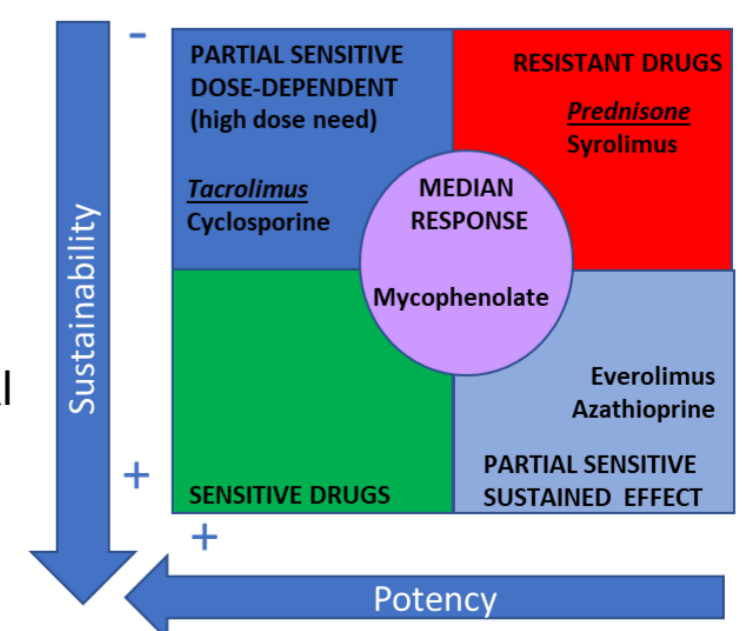 Sustainability
-
+
+
PARTIAL SENSITIVE
DOSE-DEPENDENT
(high dose need)
Tacrolimus
Cyclosporine
RESISTANT DRUGS
Prednisone
Syrolimus
MEDIAN
RESPONSE
Mycophenolate
SENSITIVE DRUGS
Everolimus
Azathioprine
PARTIAL SENSITIVE
SUSTAINED EFFECT
Potency